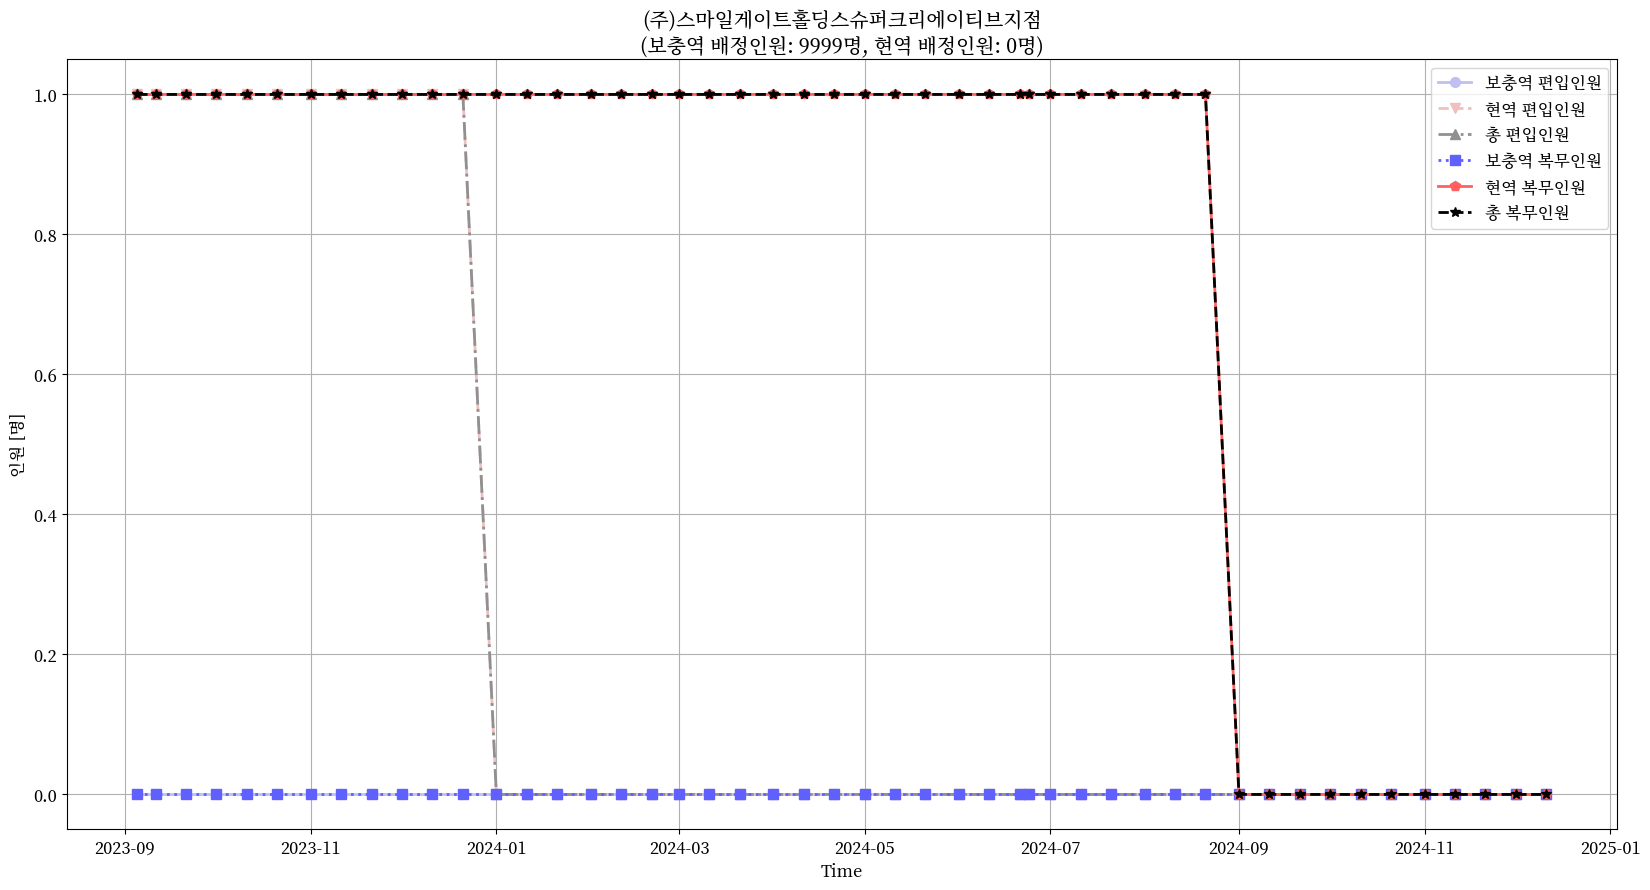 (주)스마일게이트홀딩스슈퍼크리에이티브지점
(보충역 배정인원: 9999명, 현역 배정인원: 0명)
보충역 편입인원
현역 편입인원
총 편입인원
보충역 복무인원
현역 복무인원
총 복무인원
인원 [명]
1.0
0.8
0.6
0.4
0.2
0.0
2023-09 2023-11 2024-01 2024-03 2024-05 2024-07 2024-09 2024-11 2025-01
Time